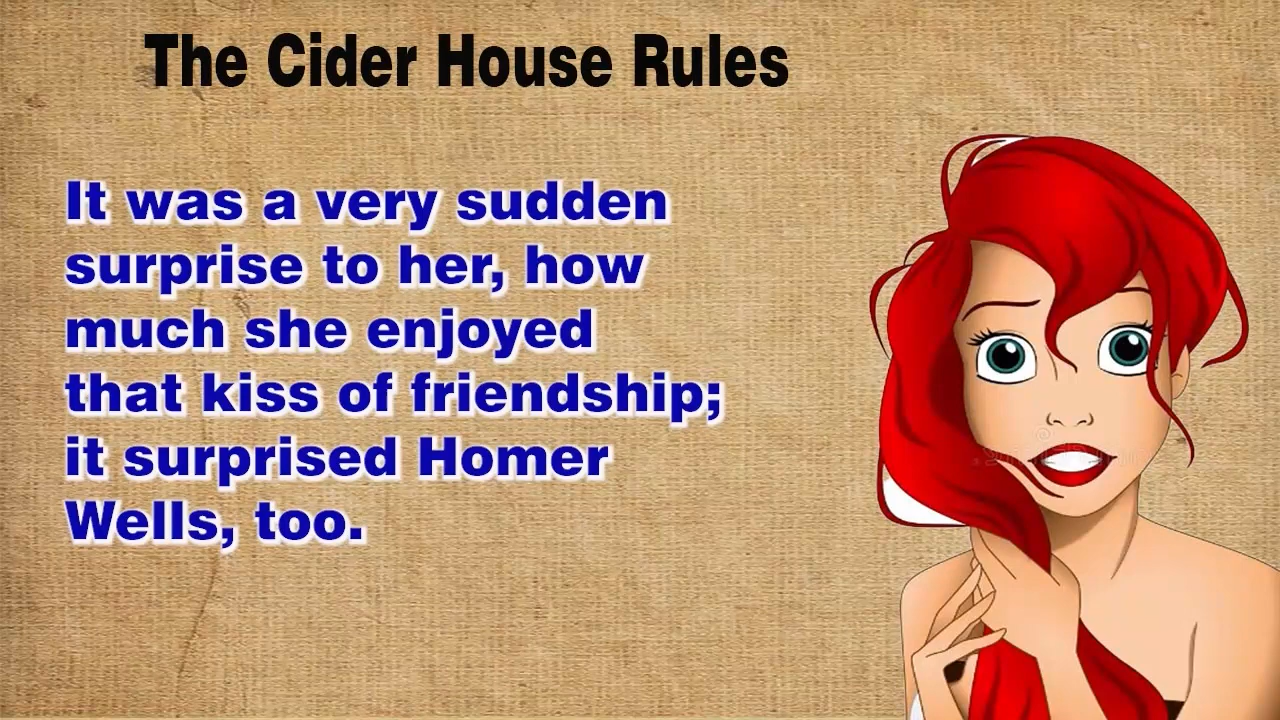 The Cider House Rules
It was a very sudden
surprise to her, how
much she enjoyed
that kiss of friendship;
it surprised Homer
Wells, too.